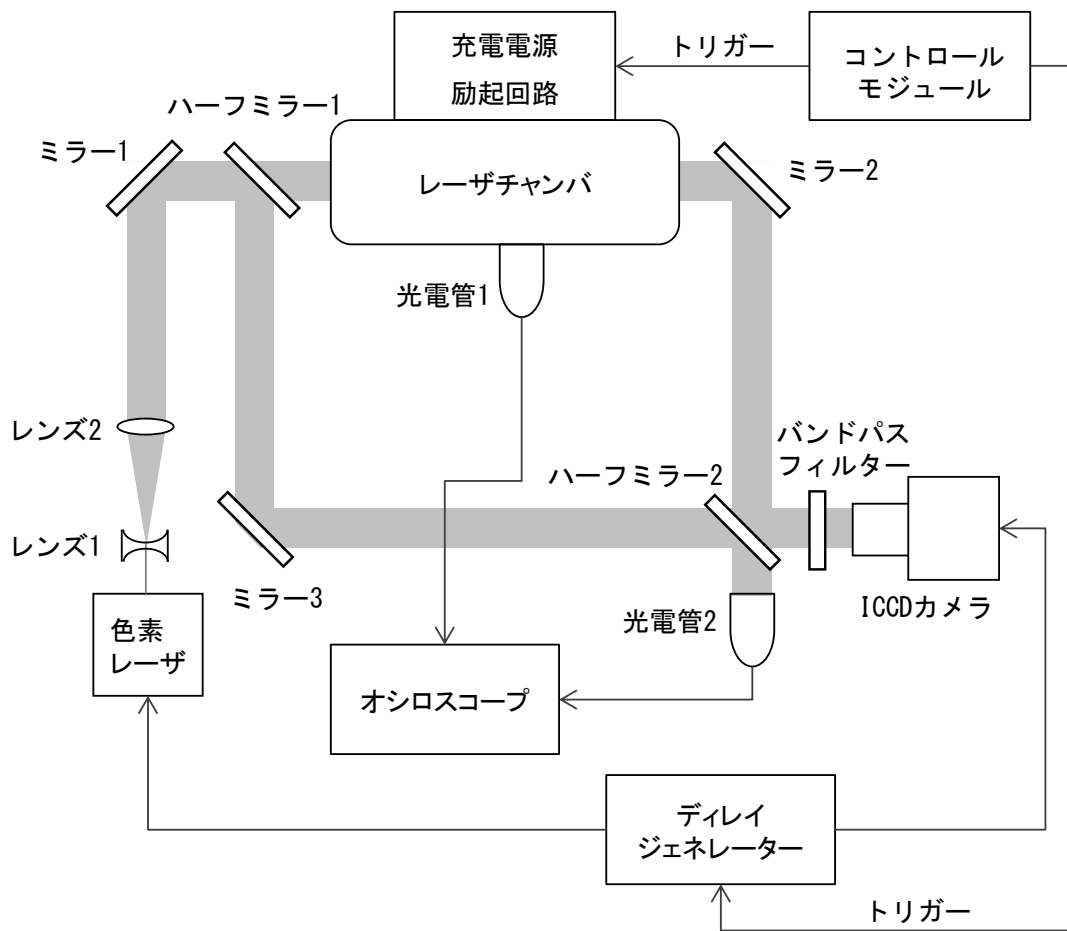 充電電源
励起回路
トリガー
コントロール
モジュール
ハーフミラー1
ミラー1
レーザチャンバ
ミラー2
光電管1
レンズ2
バンドパス
フィルター
ハーフミラー2
レンズ1
ミラー3
ICCDカメラ
色素
レーザ
光電管2
オシロスコープ
ディレイ
ジェネレーター
トリガー